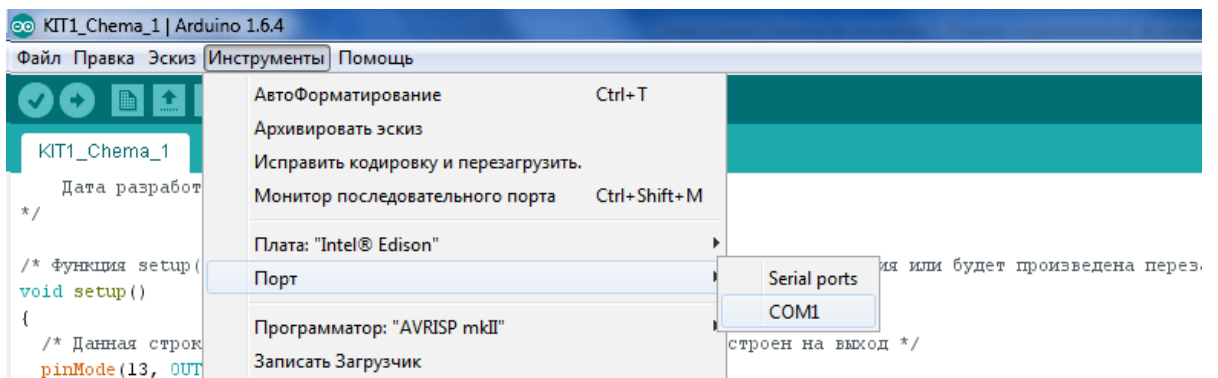 KIT1_Chema_1 | Arduino 1.6.4
Файл Правка Эскиз Инструменты Помощь
АвтоФорматирование Ctrl+T
Архивировать эскиз
KIT1_Chema_1
Исправить кодировку и перезагрузить.
Дата разработ
Монитор последовательного порта Ctrl+Shift+M
*/
Плата: "Intel® Edison"
/* Функция setup( ия или будет произведена перез
Порт Serial ports
void setup()
COM1
{
Программатор: "AVRISP mkII"
/* Данная строк строен на выход */
Записать Загрузчик
pinMode(13, OUT